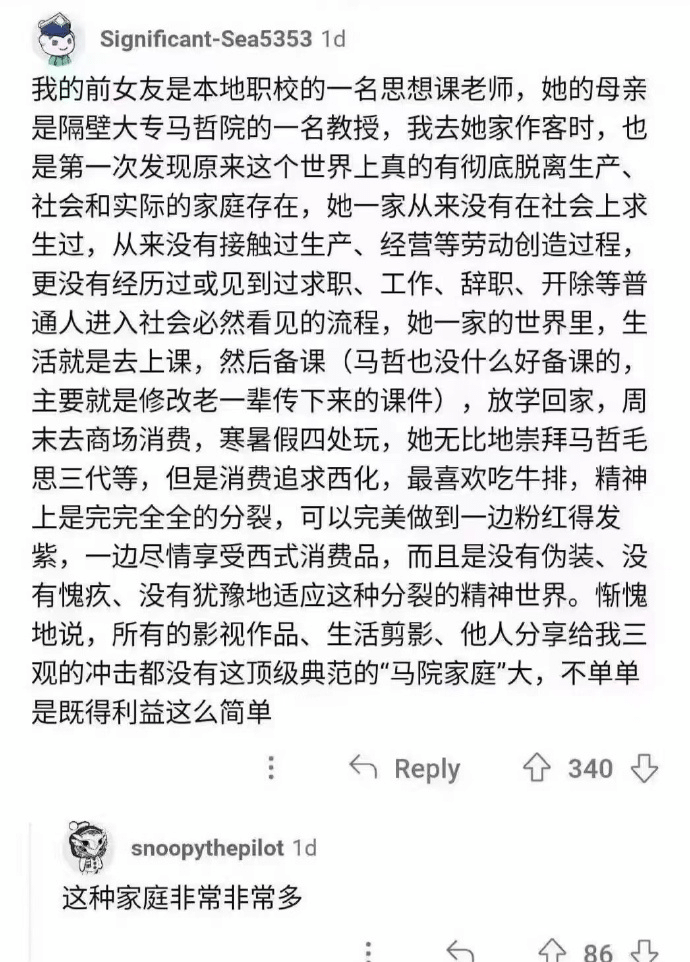 Significant-Sea5353 1d
我的前女友是本地职校的一名思想课老师，她的母亲
是隔壁大专马哲院的一名教授，我去她家作客时，也
是第一次发现原来这个世界上真的有彻底脱离生产、
社会和实际的家庭存在，她一家从来没有在社会上求
生过，从来没有接触过生产、经营等劳动创造过程，
更没有经历过或见到过求职、工作、辞职、开除等普
通人进入社会必然看见的流程，她一家的世界里，生
活就是去上课，然后备课（马哲也没什么好备课的，
主要就是修改老一辈传下来的课件），放学回家，周
末去商场消费，寒暑假四处玩，她无比地崇拜马哲毛
思三代等，但是消费追求西化，最喜欢吃牛排，精神
上是完完全全的分裂，可以完美做到一边粉红得发
紫，一边尽情享受西式消费品，而且是没有伪装、没
有愧疚、没有犹豫地适应这种分裂的精神世界。惭愧
地说，所有的影视作品、生活剪影、他人分享给我三
观的冲击都没有这顶级典范的“马院家庭”大，不单单
是既得利益这么简单
Reply 340
snoopythepilot 1d
这种家庭非常非常多
86